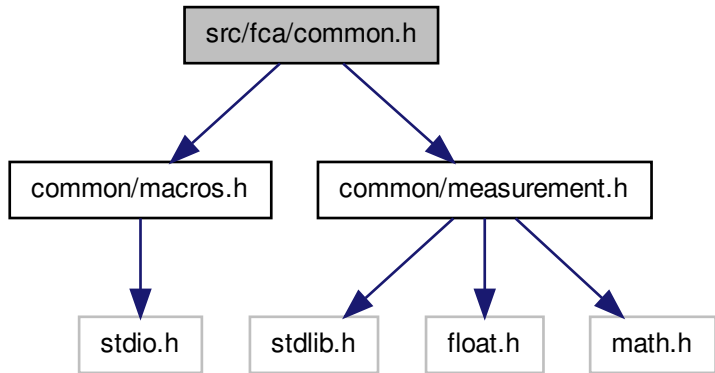 src/fca/common.h
common/macros.h
common/measurement.h
stdio.h
stdlib.h
float.h
math.h